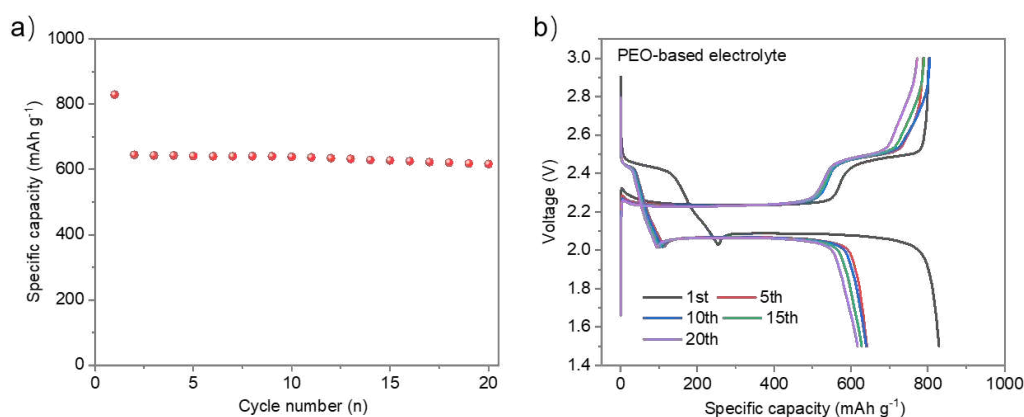 a)
1000
800
600
400
200
0
Specific capacity (mAh g⁻¹)
0 5 10 15 20
Cycle number (n)
b)
PEO-based electrolyte
3.0
2.8
2.6
2.4
2.2
2.0
1.8
1.6
1.4
Voltage (V)
1st 5th
10th 15th
20th
0 200 400 600 800 1000
Specific capacity (mAh g⁻¹)